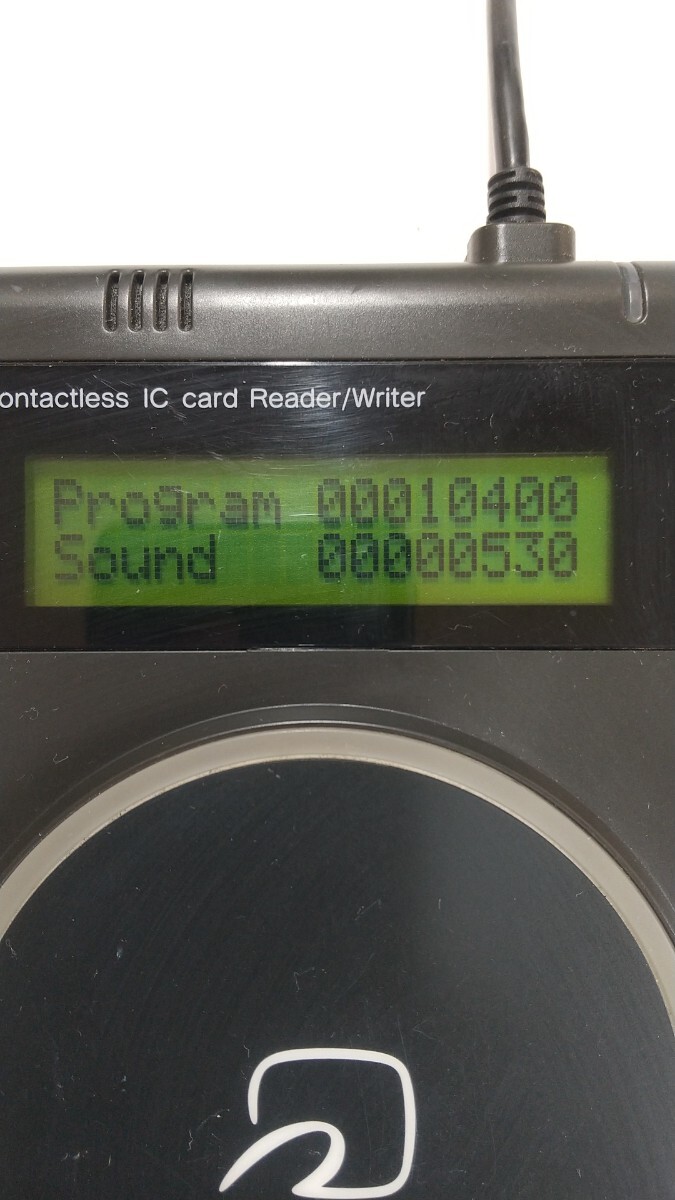 ontactless IC card Reader/Writer
Program 00010400
Sound 00000530